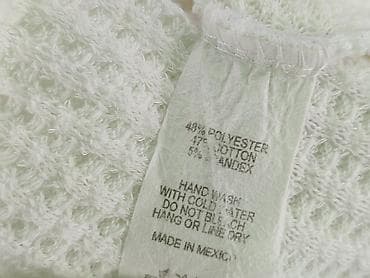 48% POLYESTER
47% COTTON
5% SPANDEX
HAND WASH
WITH COLD WATER
DO NOT BLEACH
HANG OR LINE DRY
MADE IN MEXICO